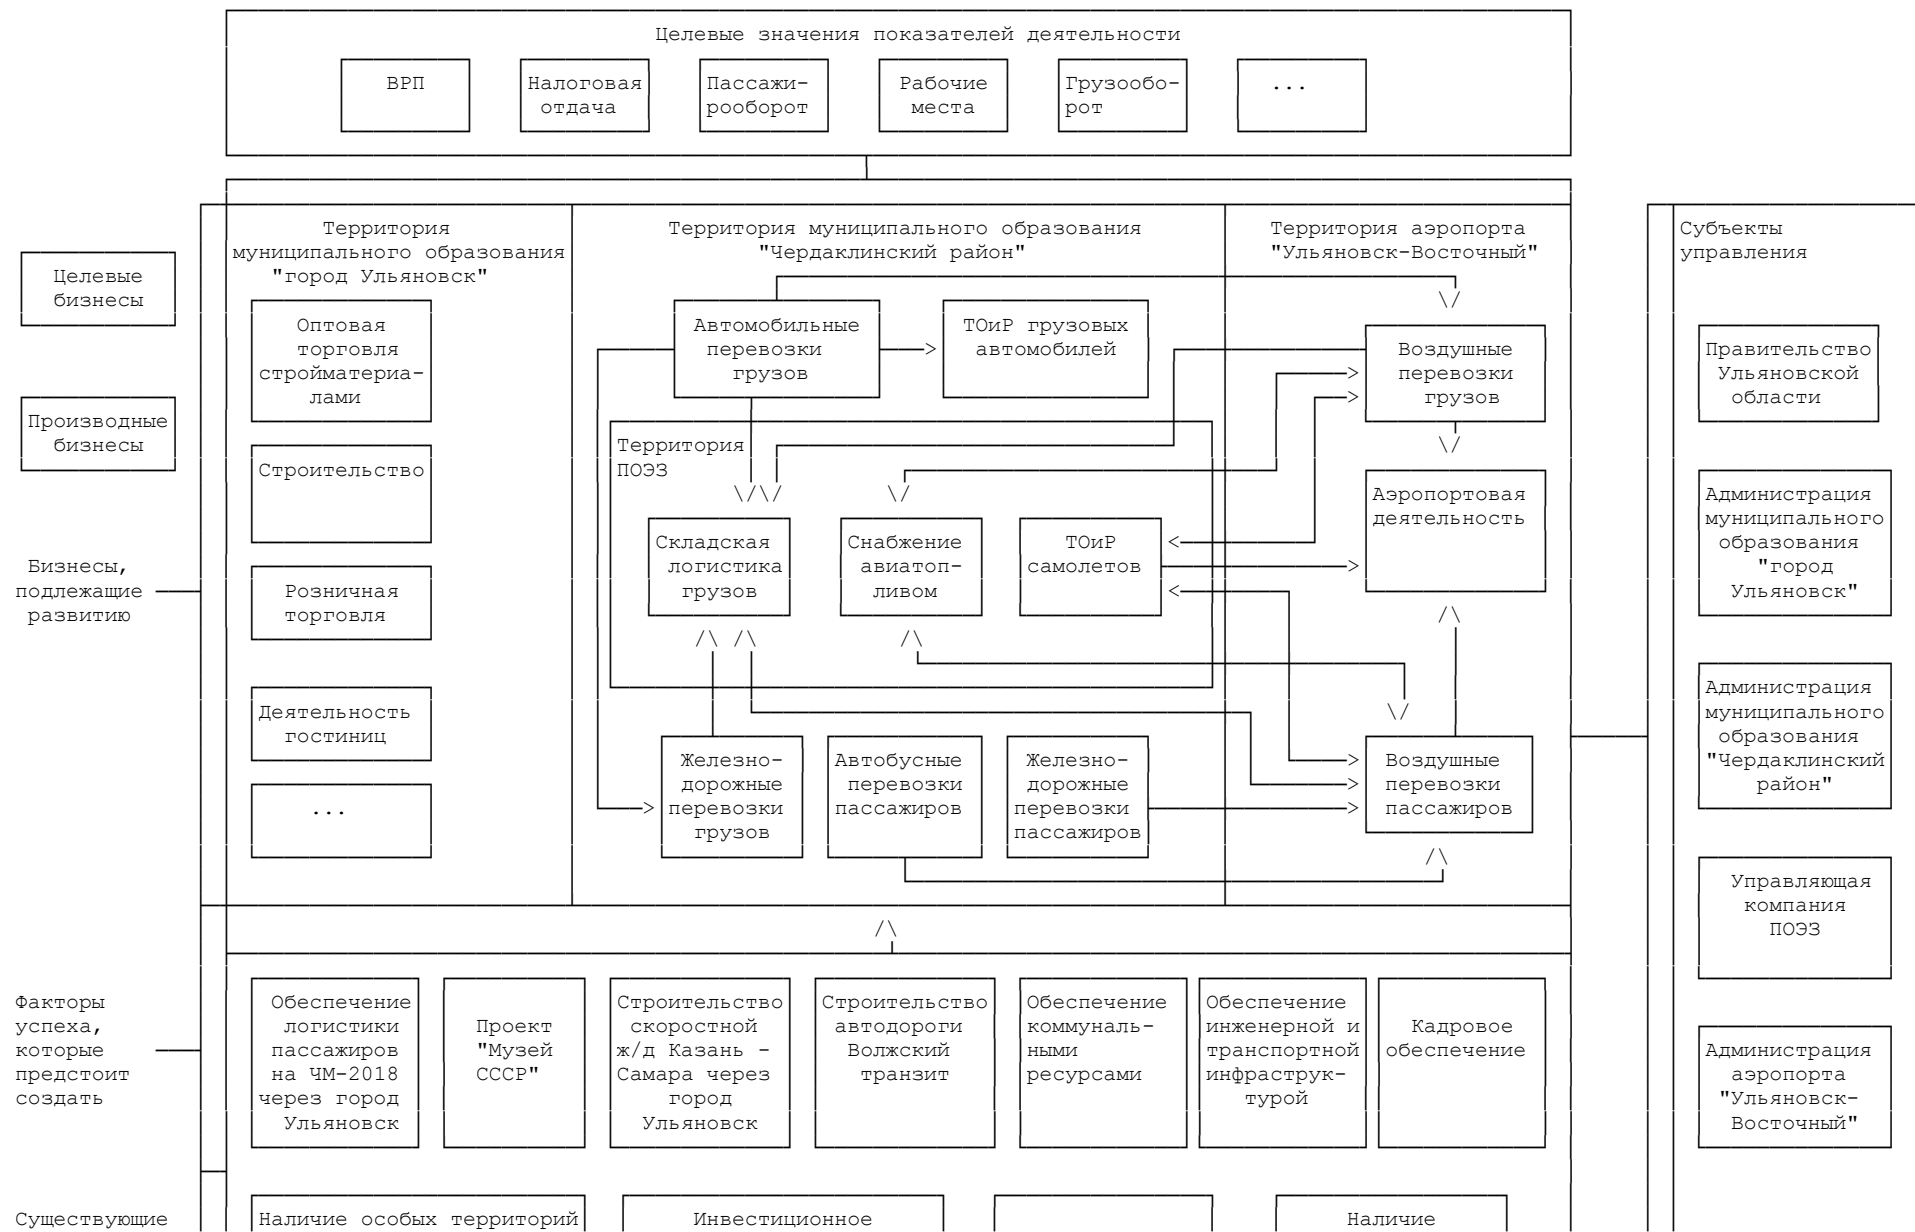 Целевые значения показателей деятельности
ВРП
Налоговая
отдача
Пассажи-
рооборот
Рабочие
места
Грузообо-
рот
...
Целевые
бизнесы
Производные
бизнесы
Бизнесы,
подлежащие
развитию
Территория
муниципального образования
"город Ульяновск"
Оптовая
торговля
стройматериа-
лами
Строительство
Розничная
торговля
Деятельность
гостиниц
...
Территория муниципального образования
"Чердаклинский район"
Автомобильные
перевозки
грузов
ТОиР грузовых
автомобилей
Территория
ПОЭЗ
Складская
логистика
грузов
Снабжение
авиатоп-
ливом
ТОиР
самолетов
Железно-
дорожные
перевозки
грузов
Автобусные
перевозки
пассажиров
Железно-
дорожные
перевозки
пассажиров
Территория аэропорта
"Ульяновск-Восточный"
Воздушные
перевозки
грузов
Аэропортовая
деятельность
Воздушные
перевозки
пассажиров
Субъекты
управления
Правительство
Ульяновской
области
Администрация
муниципального
образования
"город
Ульяновск"
Администрация
муниципального
образования
"Чердаклинский
район"
Управляющая
компания
ПОЭЗ
Администрация
аэропорта
"Ульяновск-
Восточный"
Факторы
успеха,
которые
предстоит
создать
Обеспечение
логистики
пассажиров
на ЧМ-2018
через город
Ульяновск
Проект
"Музей
СССР"
Строительство
скоростной
ж/д Казань -
Самара через
город
Ульяновск
Строительство
автодороги
Волжский
транзит
Обеспечение
коммуналь-
ными
ресурсами
Обеспечение
инженерной и
транспортной
инфраструк-
турой
Кадровое
обеспечение
Существующие
Наличие особых территорий
Инвестиционное
Наличие